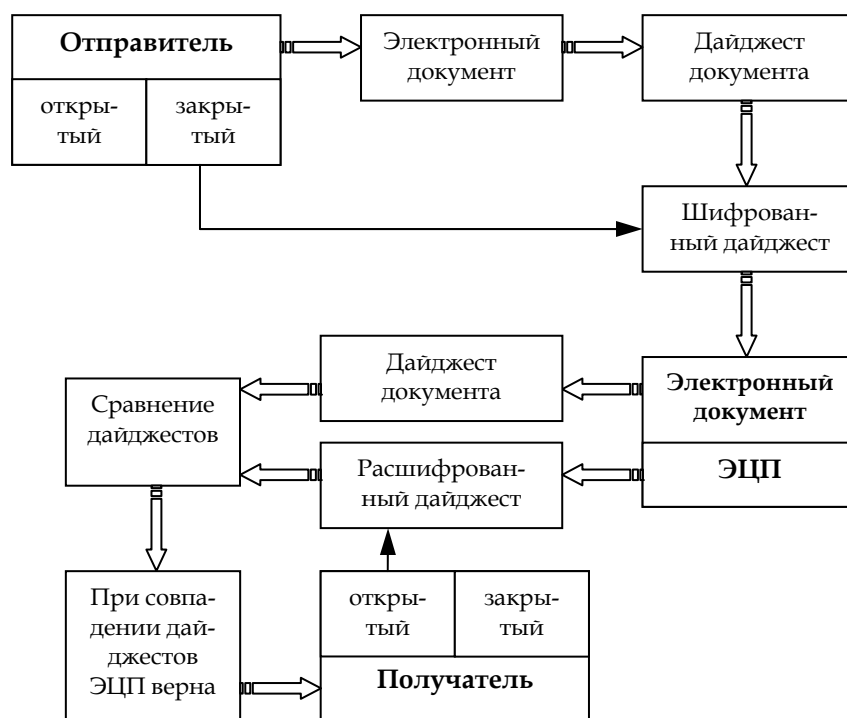 Отправитель
откры-
тый
закры-
тый
Электронный
документ
Дайджест
документа
Шифрован-
ный дайджест
Дайджест
документа
Электронный
документ
ЭЦП
Сравнение
дайджестов
Расшифрован-
ный дайджест
При совпа-
дении дай-
джестов
ЭЦП верна
откры-
тый
закры-
тый
Получатель